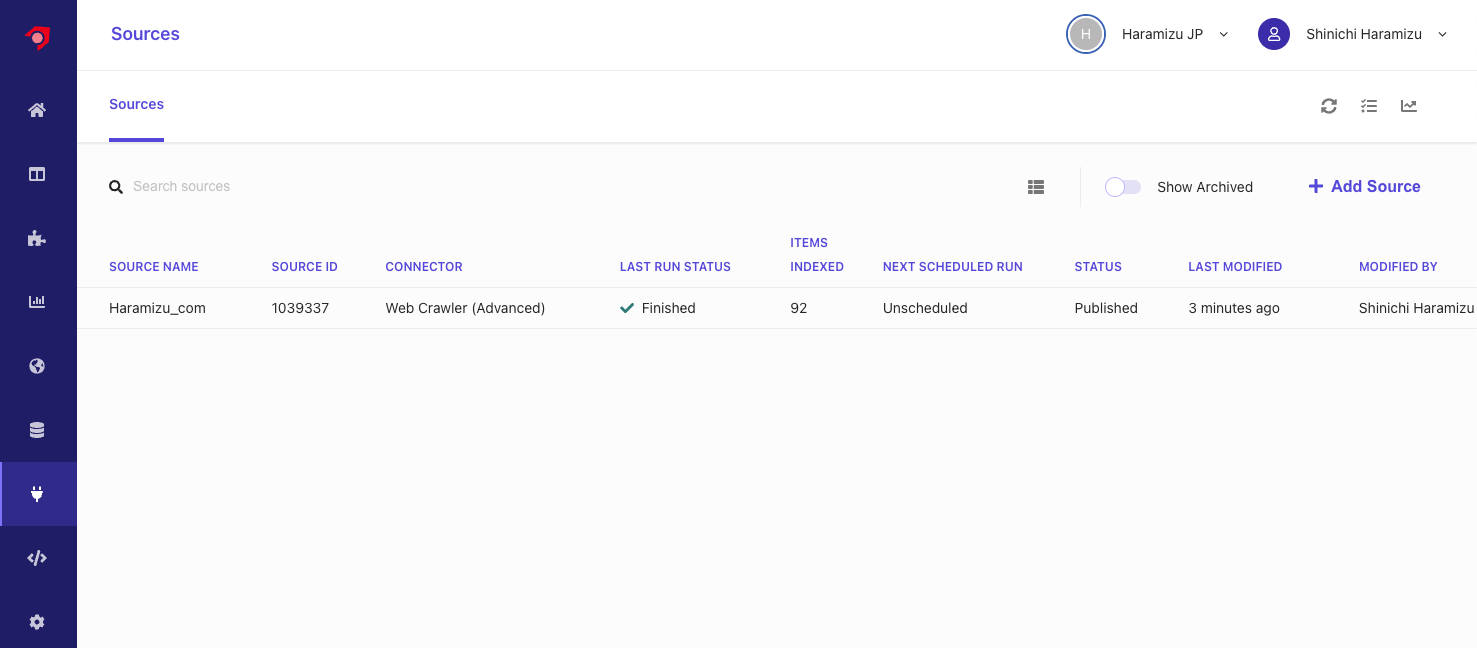 Sources
H
Haramizu JP
Shinichi Haramizu
Sources
Search sources
Show Archived
Add Source
SOURCE NAME SOURCE ID CONNECTOR LAST RUN STATUS ITEMS INDEXED NEXT SCHEDULED RUN STATUS LAST MODIFIED MODIFIED BY
Haramizu_com 1039337 Web Crawler (Advanced) Finished 92 Unscheduled Published 3 minutes ago Shinichi Haramizu